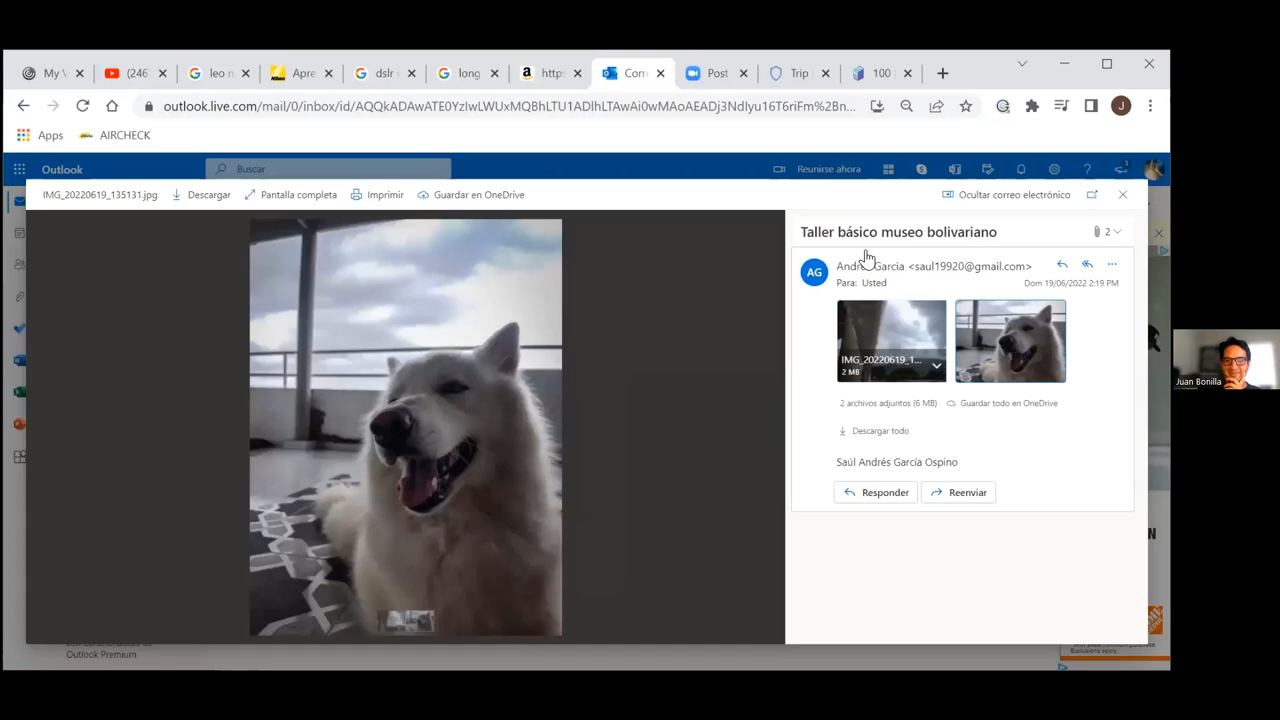 My V
(246
leo n
Apre
dslr
long
https
Corr
Post
Trip
100
outlook.live.com/mail/0/inbox/id/
J
Apps
AIRCHECK
Outlook
Buscar
Reunirse ahora
IMG_20220619_135131.jpg
Descargar
Pantalla completa
Imprimir
Guardar en OneDrive
Ocultar correo electrónico
Taller básico museo bolivariano
2
AG
Garcia <saul19920@gmail.com>
Para: Usted
Dom 19/06/2022 2:19 PM
IMG_20220619_1...
2 MB
2 archivos adjuntos (6 MB)
Guardar todo en OneDrive
Descargar todo
Saúl Andrés García Ospino
Responder
Reenviar
Juan Bonilla
Outlook Premium
Exclusions apply.